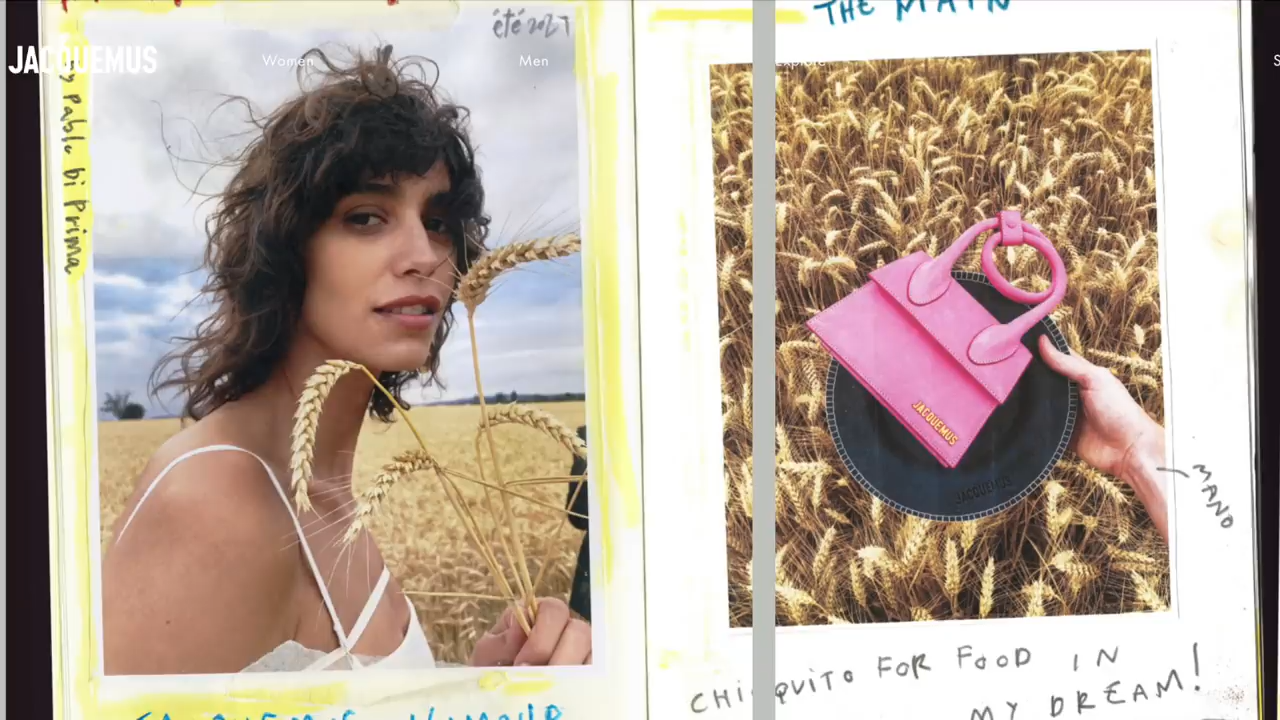 été 2021
JACQUEMUS
Women
Men
Explore
by Pablo Di Prima
THE MAIN
JACQUEMUS
JACQUEMUS
MANO
CHIQUITO FOR FOOD IN
MY DREAM!